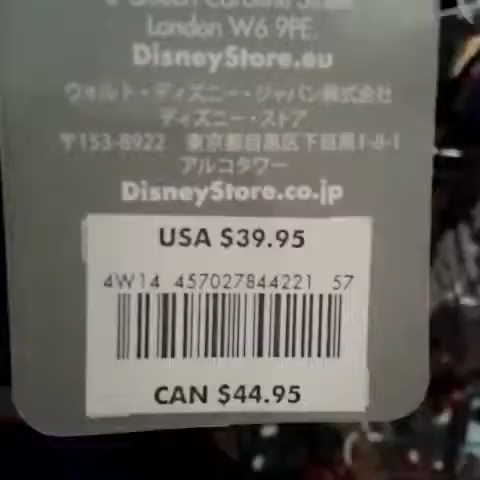 London W6 9PE.
DisneyStore.eu
ウォルト・ディズニー・ジャパン株式会社
ディズニー・ストア
〒153-8922 東京都目黒区下目黒1-8-1
アルコタワー
DisneyStore.co.jp
USA $39.95
4W14 457027844221 57
CAN $44.95